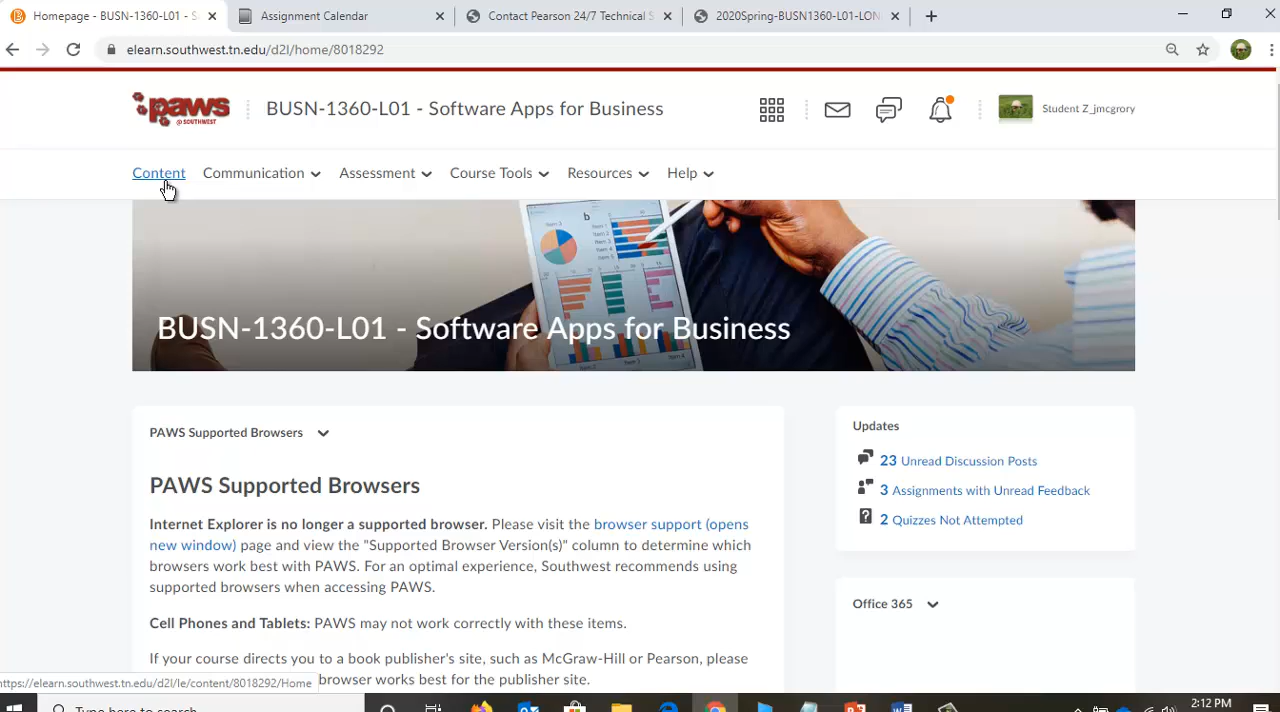 Homepage - BUSN-1360-L01 - S
Assignment Calendar
Contact Pearson 24/7 Technical S
2020Spring-BUSN1360-L01-LON
elearn.southwest.tn.edu/d2l/home/8018292
paws
@ SOUTHWEST
BUSN-1360-L01 - Software Apps for Business
Student Z_jmcgrory
Content
Communication
Assessment
Course Tools
Resources
Help
b
BUSN-1360-L01 - Software Apps for Business
PAWS Supported Browsers
PAWS Supported Browsers
Internet Explorer is no longer a supported browser. Please visit the browser support (opens
new window) page and view the "Supported Browser Version(s)" column to determine which
browsers work best with PAWS. For an optimal experience, Southwest recommends using
supported browsers when accessing PAWS.
Cell Phones and Tablets: PAWS may not work correctly with these items.
If your course directs you to a book publisher's site, such as McGraw-Hill or Pearson, please
browser works best for the publisher site.
Updates
23 Unread Discussion Posts
3 Assignments with Unread Feedback
2 Quizzes Not Attempted
Office 365
https://elearn.southwest.tn.edu/d2l/le/content/8018292/Home
Type here to search
2:12 PM